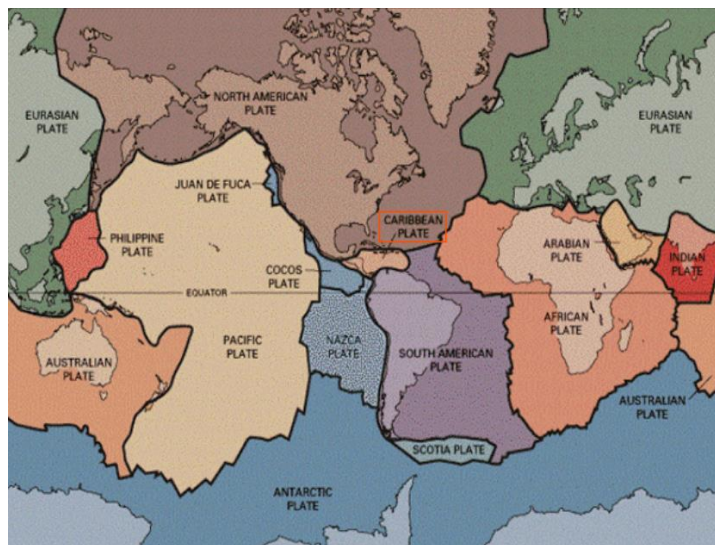 NORTH AMERICAN
PLATE
EURASIAN
PLATE
EURASIAN
PLATE
JUAN DE FUCA
PLATE
CARIBBEAN
PLATE
PHILIPPINE
PLATE
ARABIAN
PLATE
INDIAN
PLATE
COCOS
PLATE
EQUATOR
AFRICAN
PLATE
PACIFIC
PLATE
NAZCA
PLATE
SOUTH AMERICAN
PLATE
AUSTRALIAN
PLATE
AUSTRALIAN
PLATE
SCOTIA PLATE
ANTARCTIC
PLATE